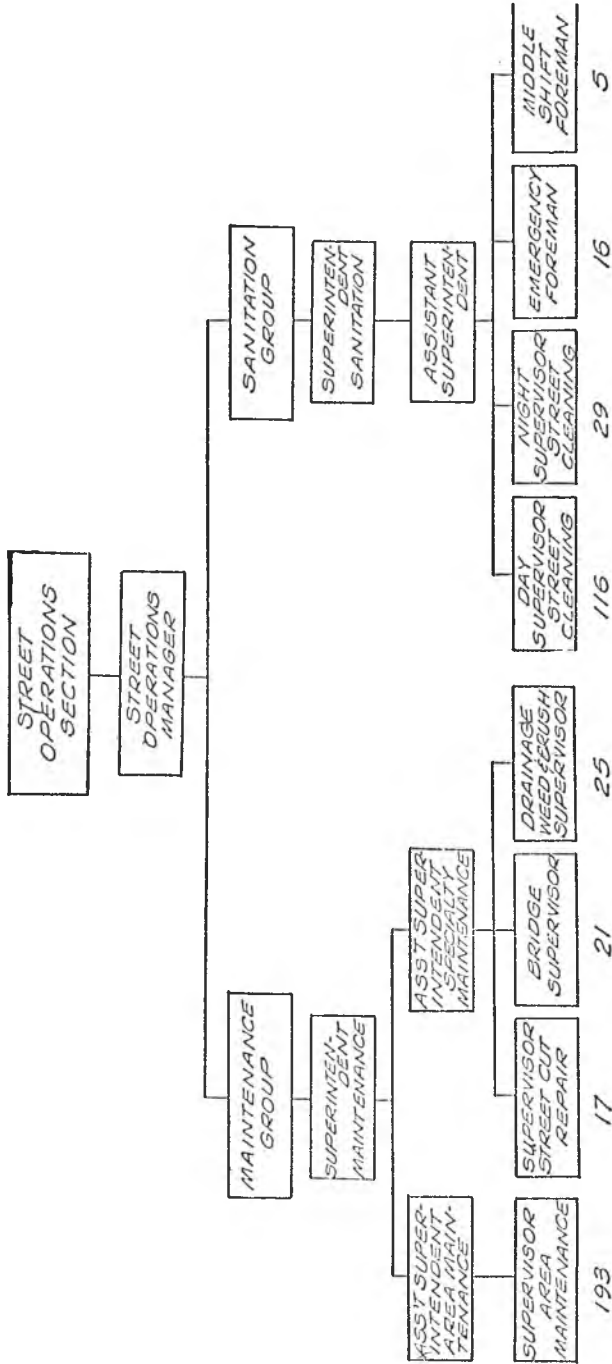 STREET
OPERATIONS
SECTION
STREET
OPERATIONS
MANAGER
MAINTENANCE
GROUP
SANITATION
GROUP
SUPERINTEN-
DENT
MAINTENANCE
SUPERINTEN-
DENT
SANITATION
ASS'T SUPER-
INTENDENT
AREA MAIN-
TENANCE
ASS'T SUPER-
INTENDENT
SPECIALTY
MAINTENANCE
ASSISTANT
SUPERINTEN-
DENT
SUPERVISOR
AREA
MAINTENANCE
SUPERVISOR
STREET CUT
REPAIR
BRIDGE
SUPERVISOR
DRAINAGE
WEED & BRUSH
SUPERVISOR
DAY
SUPERVISOR
STREET
CLEANING
NIGHT
SUPERVISOR
STREET
CLEANING
EMERGENCY
FOREMAN
MIDDLE
SHIFT
FOREMAN
193 17 21 25 116 29 16 5